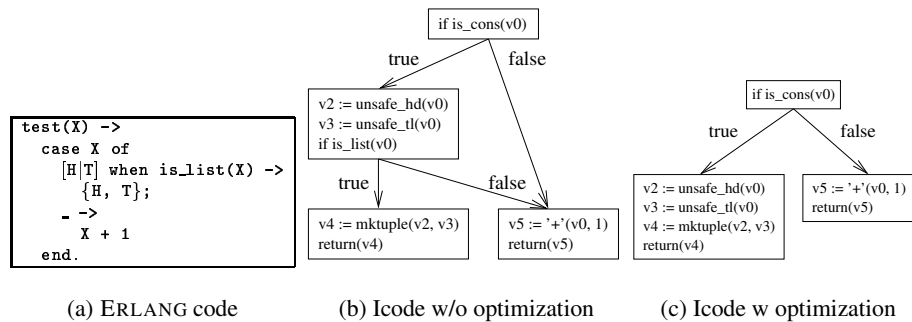 test(X) ->
case X of
[H|T] when is_list(X) ->
{H, T};
_ ->
X + 1
end.
(a) ERLANG code
if is_cons(v0)
true
false
v2 := unsafe_hd(v0)
v3 := unsafe_tl(v0)
if is_list(v0)
true
false
v4 := mktuple(v2, v3)
return(v4)
v5 := '+'(v0, 1)
return(v5)
(b) Icode w/o optimization
if is_cons(v0)
true
false
v2 := unsafe_hd(v0)
v3 := unsafe_tl(v0)
v4 := mktuple(v2, v3)
return(v4)
v5 := '+'(v0, 1)
return(v5)
(c) Icode w optimization